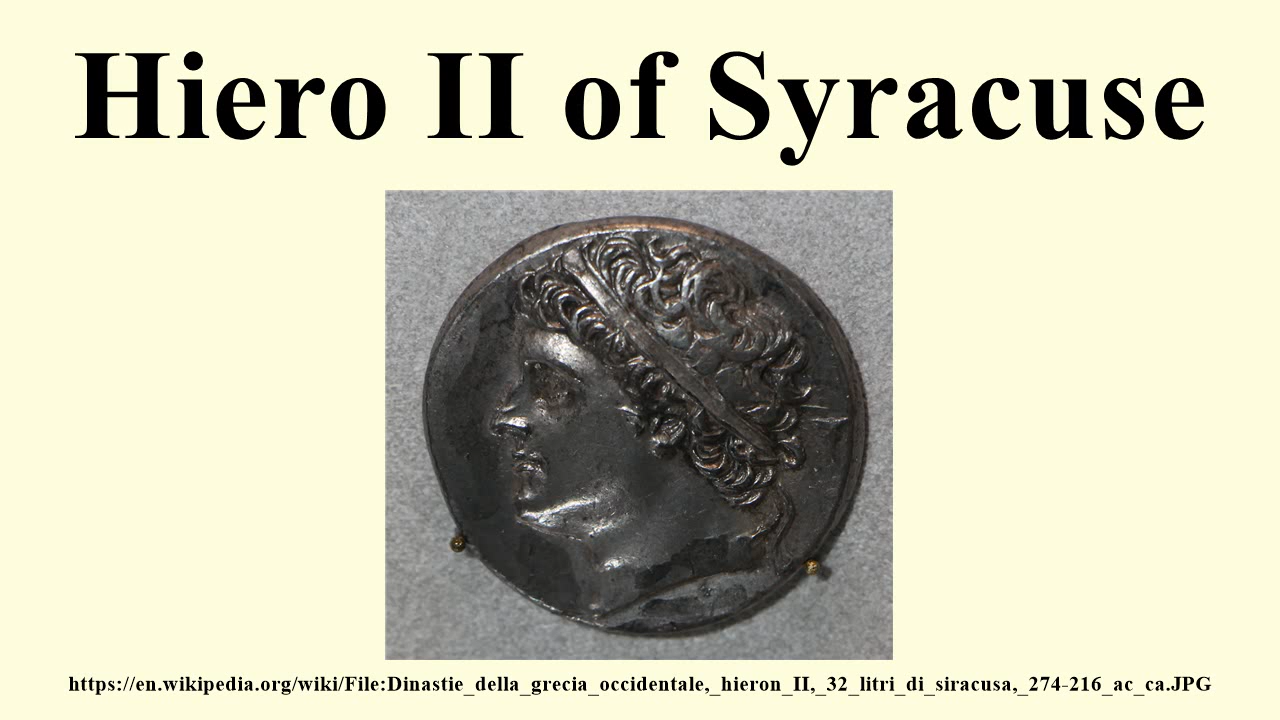 Hiero II of Syracuse
https://en.wikipedia.org/wiki/File:Dinastie_della_grecia_occidentale,_hieron_II,_32_litri_di_siracusa,_274-216_ac_ca.JPG